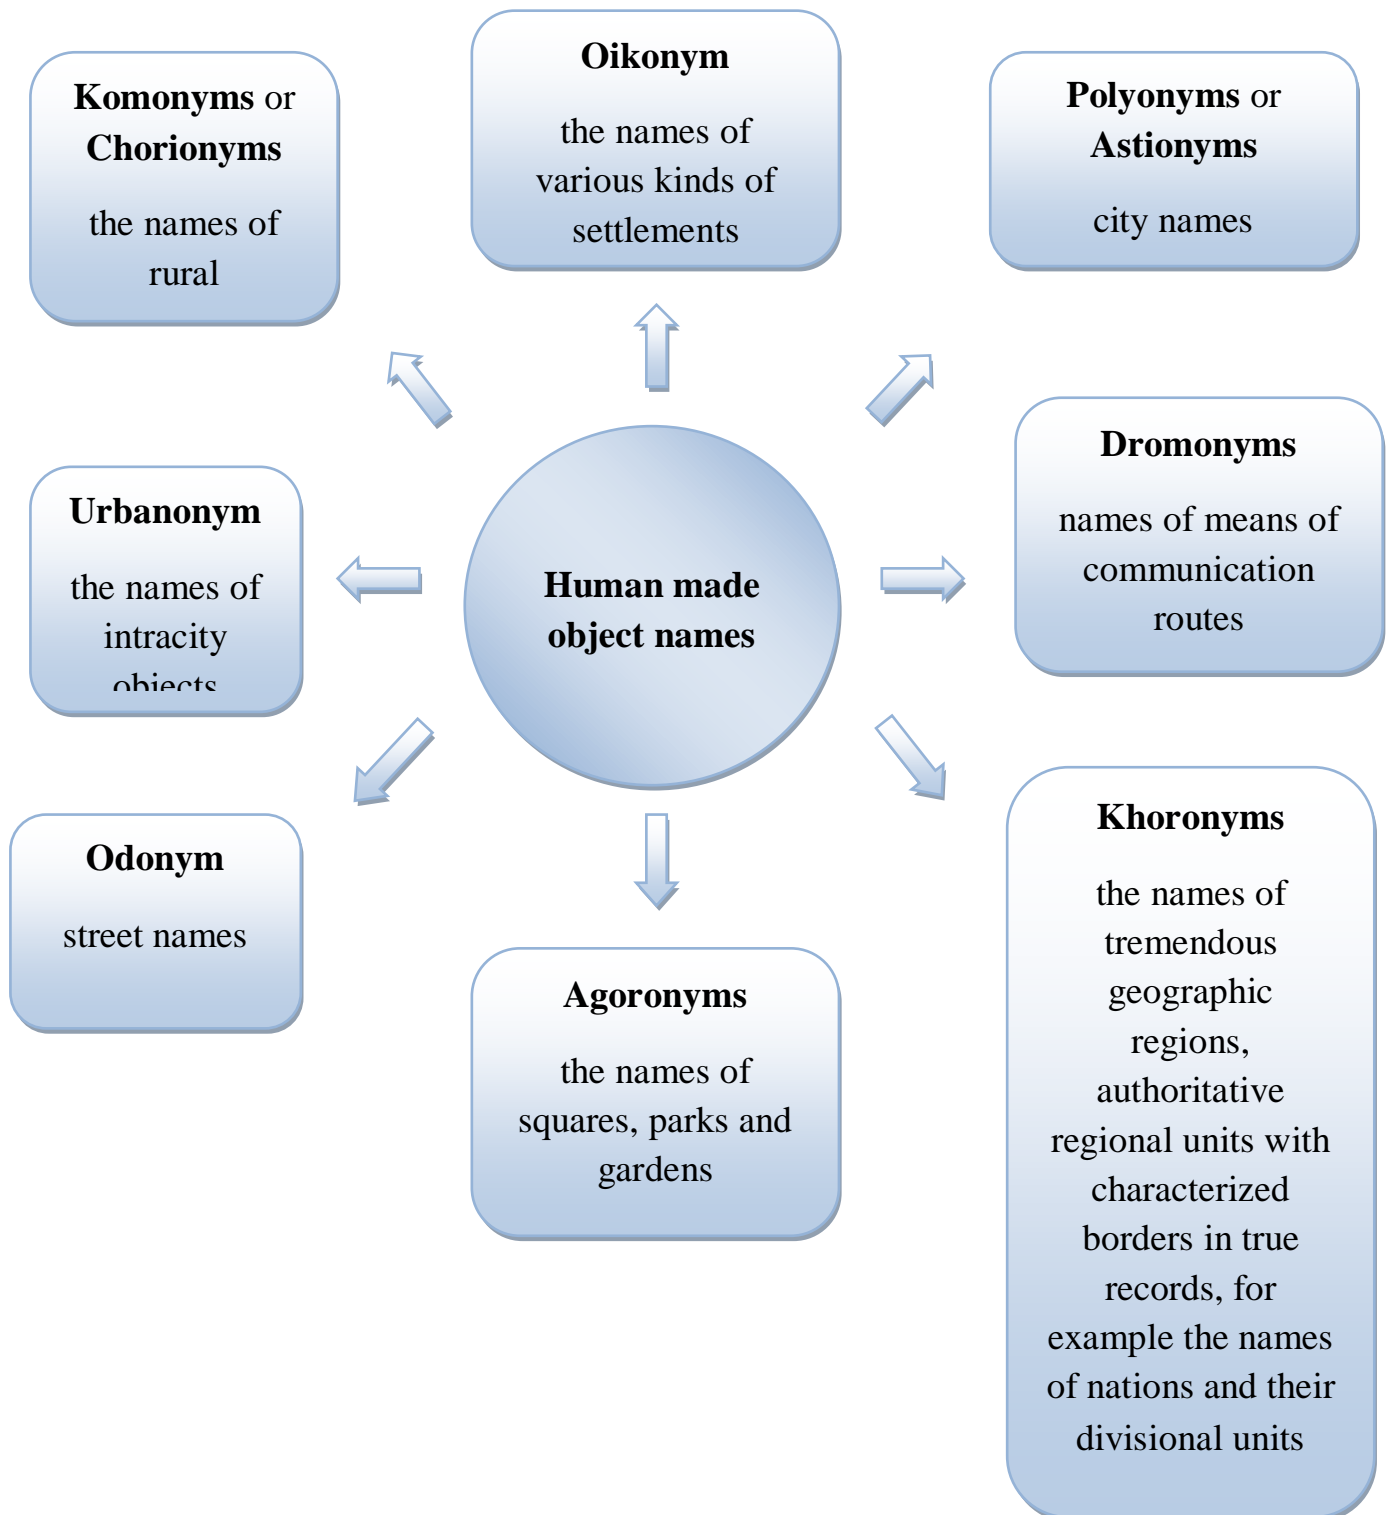 Oikonym
the names of
various kinds of
settlements
Komonyms or
Chorionyms
the names of
rural
Polyonyms or
Astionyms
city names
Dromonyms
names of means of
communication
routes
Urbanonym
the names of
intracity
objects
Human made
object names
Khoronyms
the names of
tremendous
geographic
regions,
authoritative
regional units with
characterized
borders in true
records, for
example the names
of nations and their
divisional units
Odonym
street names
Agoronyms
the names of
squares, parks and
gardens